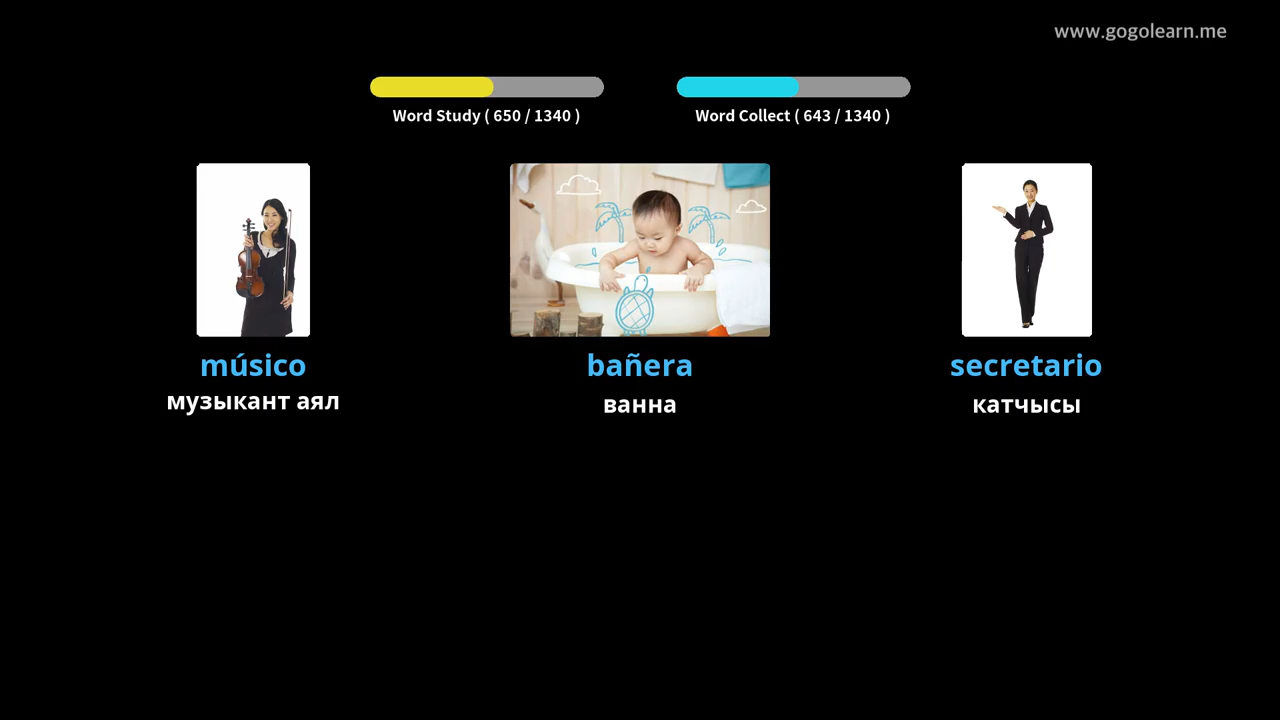 www.gogolearn.me
Word Study ( 650 / 1340 )
Word Collect ( 643 / 1340 )
músico
музыкант аял
bañera
ванна
secretario
катчысы